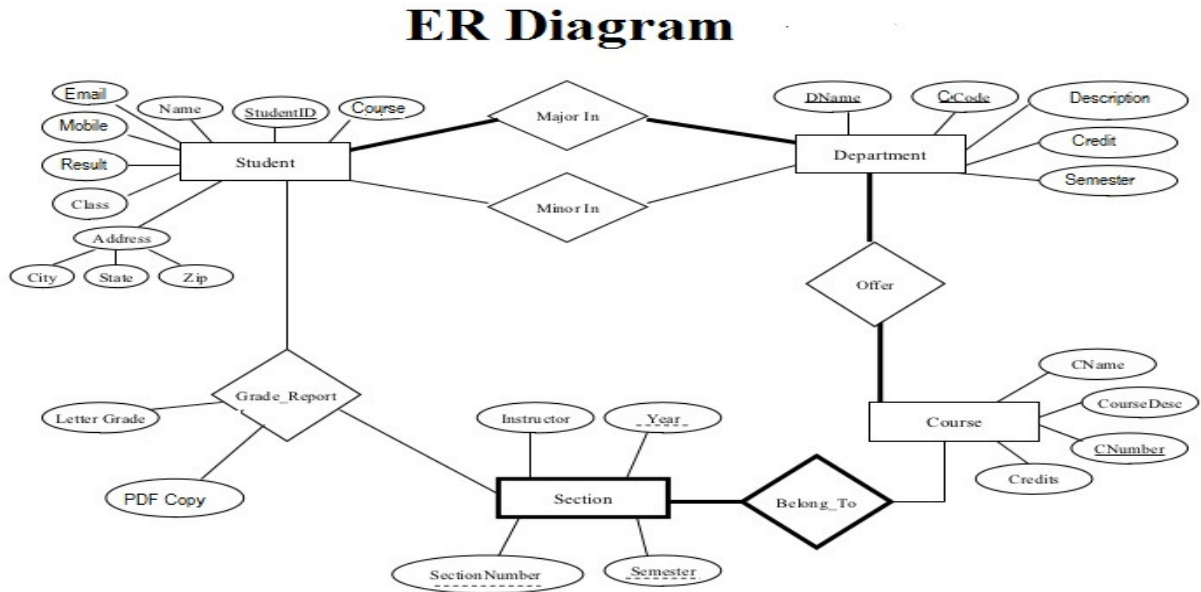 ER Diagram
Email
Name
StudentID
Course
Mobile
Result
Class
Student
Address
City
State
Zip
Major In
Minor In
DName
Code
Description
Credit
Semester
Department
Offer
Grade_Report
Letter Grade
PDF Copy
Instructor
Year
Section
SectionNumber
Semester
Belong_To
CName
CourseDesc
CNumber
Credits
Course